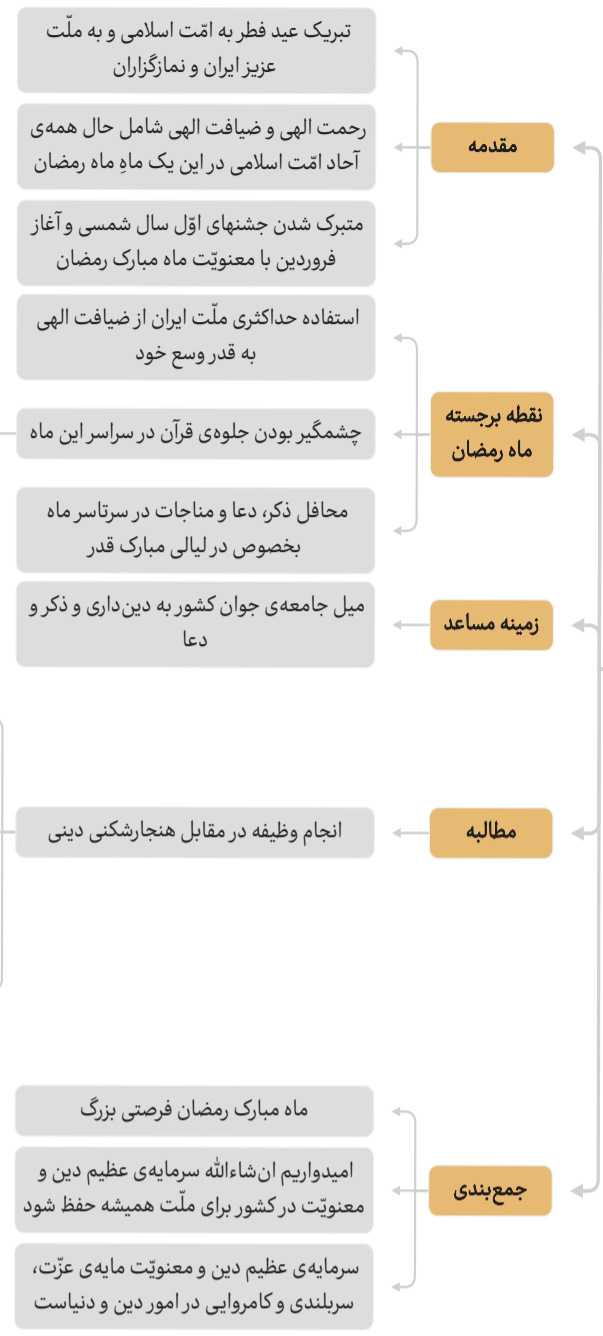 مقدمه
تبریک عید فطر به امّت اسلامی و به ملّت
عزیز ایران و نمازگزاران
رحمت الهی و ضیافت الهی شامل حال همه‌ی
آحاد امّت اسلامی در این یک ماهِ ماه رمضان
متبرک شدن جشنهای اوّل سال شمسی و آغاز
فروردین با معنویّت ماه مبارک رمضان
نقطه برجسته
ماه رمضان
استفاده حداکثری ملّت ایران از ضیافت الهی
به قدر وسع خود
چشمگیر بودن جلوه‌ی قرآن در سراسر این ماه
محافل ذکر، دعا و مناجات در سرتاسر ماه
بخصوص در لیالی مبارک قدر
زمینه مساعد
میل جامعه‌ی جوان کشور به دین‌داری و ذکر و
دعا
مطالبه
انجام وظیفه در مقابل هنجارشکنی دینی
جمع‌بندی
ماه مبارک رمضان فرصتی بزرگ
امیدواریم ان‌شاءالله سرمایه‌ی عظیم دین و
معنویّت در کشور برای ملّت همیشه حفظ شود
سرمایه‌ی عظیم دین و معنویّت مایه‌ی عزّت،
سربلندی و کامروایی در امور دین و دنیاست